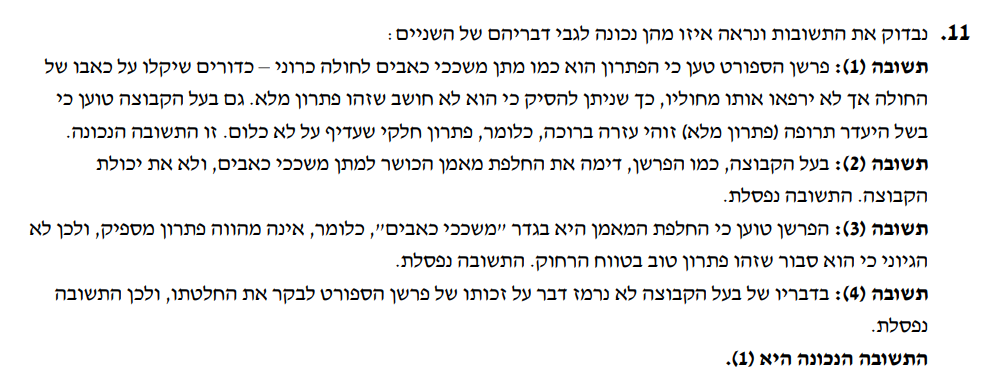 11. נבדוק את התשובות ונראה איזו מהן נכונה לגבי דבריהם של השניים:
תשובה (1): פרשן הספורט טען כי הפתרון הוא כמו מתן משככי כאבים לחולה כרוני – כדורים שיקלו על כאבו של
החולה אך לא ירפאו אותו מחוליו, כך שניתן להסיק כי הוא לא חושב שזהו פתרון מלא. גם בעל הקבוצה טוען כי
בשל היעדר תרופה (פתרון מלא) זוהי עזרה ברוכה, כלומר, פתרון חלקי שעדיף על לא כלום. זו התשובה הנכונה.
תשובה (2): בעל הקבוצה, כמו הפרשן, דימה את החלפת מאמן הכושר למתן משככי כאבים, ולא את יכולת
הקבוצה. התשובה נפסלת.
תשובה (3): הפרשן טוען כי החלפת המאמן היא בגדר "משככי כאבים", כלומר, אינה מהווה פתרון מספיק, ולכן לא
הגיוני כי הוא סבור שזהו פתרון טוב בטווח הרחוק. התשובה נפסלת.
תשובה (4): בדבריו של בעל הקבוצה לא נרמז דבר על זכותו של פרשן הספורט לבקר את החלטתו, ולכן התשובה
נפסלת.
התשובה הנכונה היא (1).